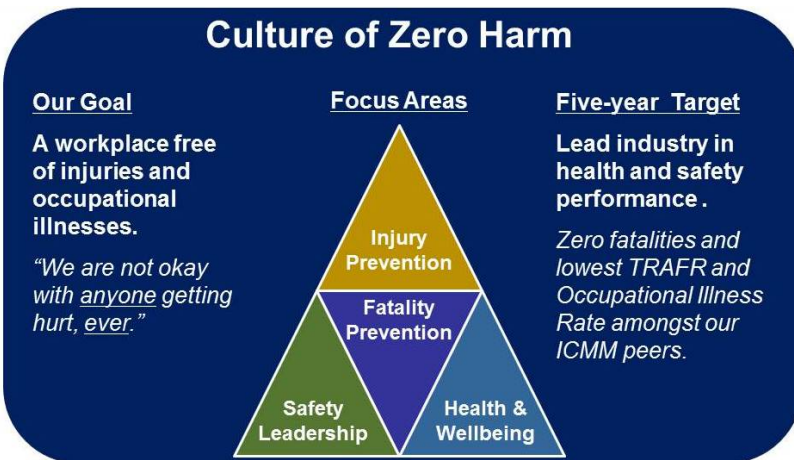 Culture of Zero Harm
Our Goal
A workplace free
of injuries and
occupational
illnesses.
“We are not okay
with anyone getting
hurt, ever.”
Focus Areas
Injury
Prevention
Fatality
Prevention
Safety
Leadership
Health &
Wellbeing
Five-year Target
Lead industry in
health and safety
performance .
Zero fatalities and
lowest TRAFR and
Occupational Illness
Rate amongst our
ICMM peers.